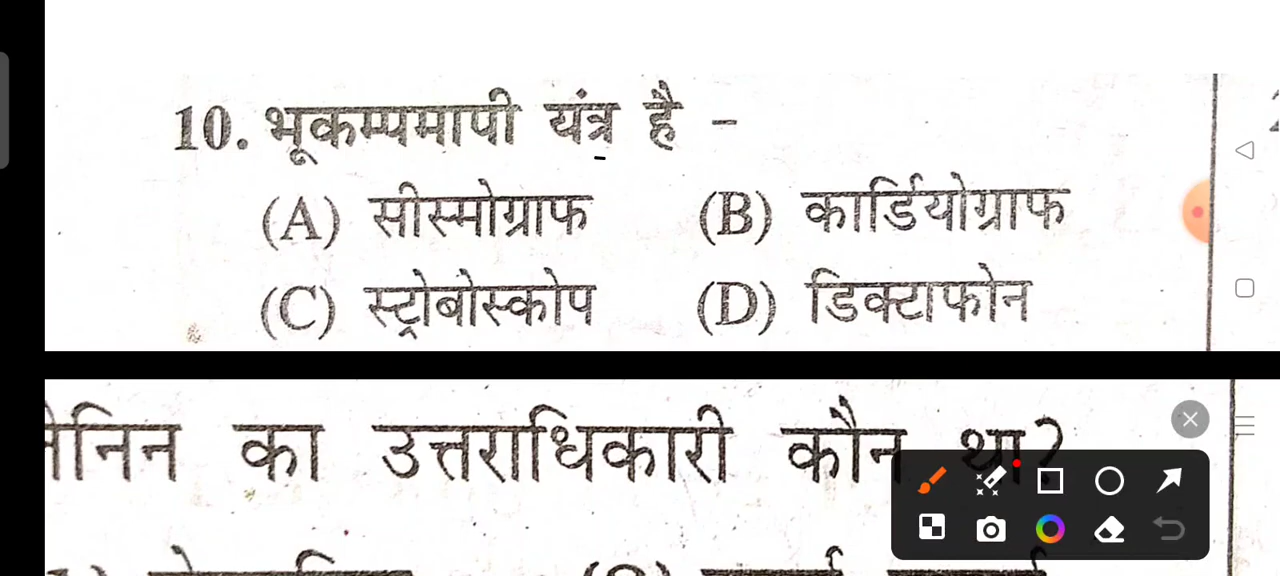 10. भूकम्पमापी यंत्र है -
(A) सीस्मोग्राफ (B) कार्डियोग्राफ
(C) स्ट्रोबोस्कोप (D) डिक्टाफोन
का उत्तराधिकारी कौन था?